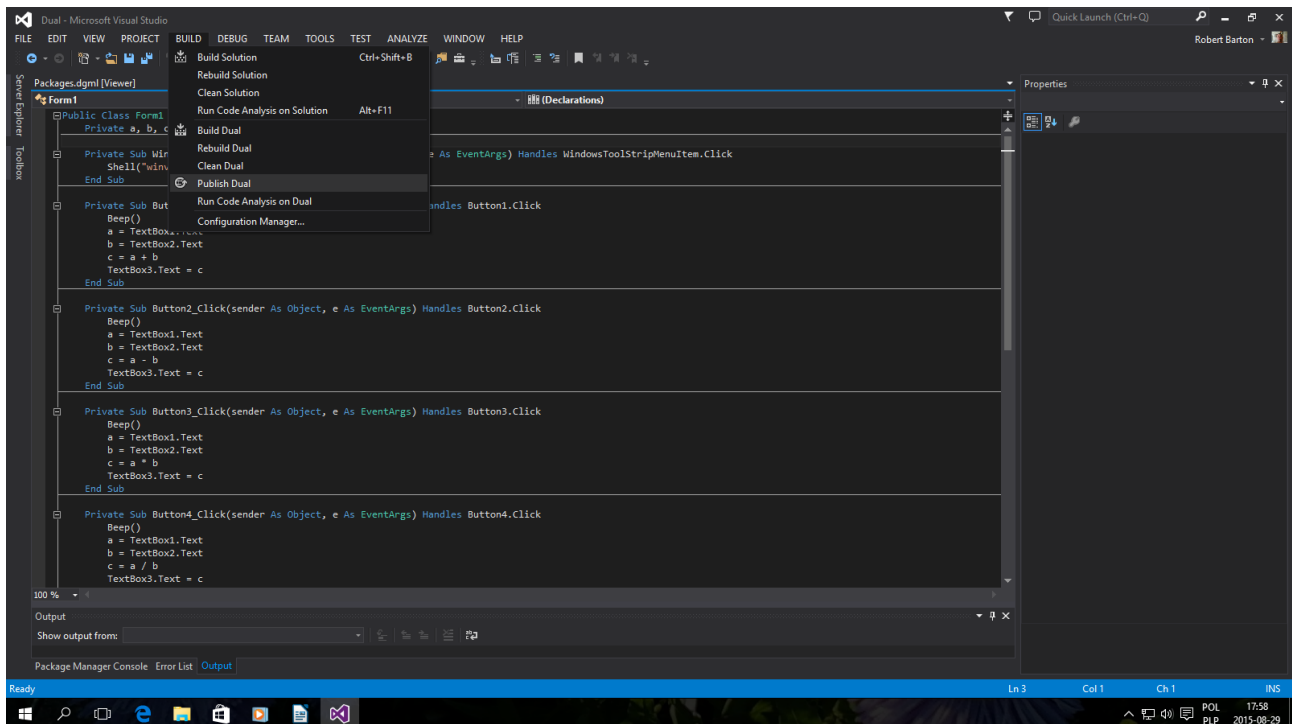 Dual - Microsoft Visual Studio
Quick Launch (Ctrl+Q)
FILE EDIT VIEW PROJECT BUILD DEBUG TEAM TOOLS TEST ANALYZE WINDOW HELP
Robert Barton
Server Explorer
Toolbox
Build Solution Ctrl+Shift+B
Rebuild Solution
Clean Solution
Run Code Analysis on Solution Alt+F11
Build Dual
Rebuild Dual
Clean Dual
Publish Dual
Run Code Analysis on Dual
Configuration Manager...
Packages.dgml [Viewer]
Form1
(Declarations)
Public Class Form1
Private a, b, c
Private Sub Win e As EventArgs) Handles WindowsToolStripMenuItem.Click
Shell("winv
End Sub
Private Sub But andles Button1.Click
Beep()
a = TextBox1.Text
b = TextBox2.Text
c = a + b
TextBox3.Text = c
End Sub
Private Sub Button2_Click(sender As Object, e As EventArgs) Handles Button2.Click
Beep()
a = TextBox1.Text
b = TextBox2.Text
c = a - b
TextBox3.Text = c
End Sub
Private Sub Button3_Click(sender As Object, e As EventArgs) Handles Button3.Click
Beep()
a = TextBox1.Text
b = TextBox2.Text
c = a * b
TextBox3.Text = c
End Sub
Private Sub Button4_Click(sender As Object, e As EventArgs) Handles Button4.Click
Beep()
a = TextBox1.Text
b = TextBox2.Text
c = a / b
TextBox3.Text = c
100 %
Properties
Output
Show output from:
Package Manager Console Error List Output
Ready Ln 3 Col 1 Ch 1 INS
POL 17:58
PLP 2015-08-29